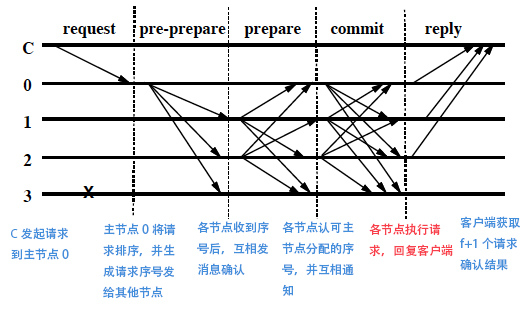 request pre-prepare prepare commit reply
C
0
1
2
3 X
C 发起请求
到主节点 0
主节点 0 将请
求排序，并生
成请求序号发
给其他节点
各节点收到序
号后，互相发
消息确认
各节点认可主
节点分配的序
号，并互相通
知
各节点执行请
求，回复客户端
客户端获取
f+1 个请求
确认结果